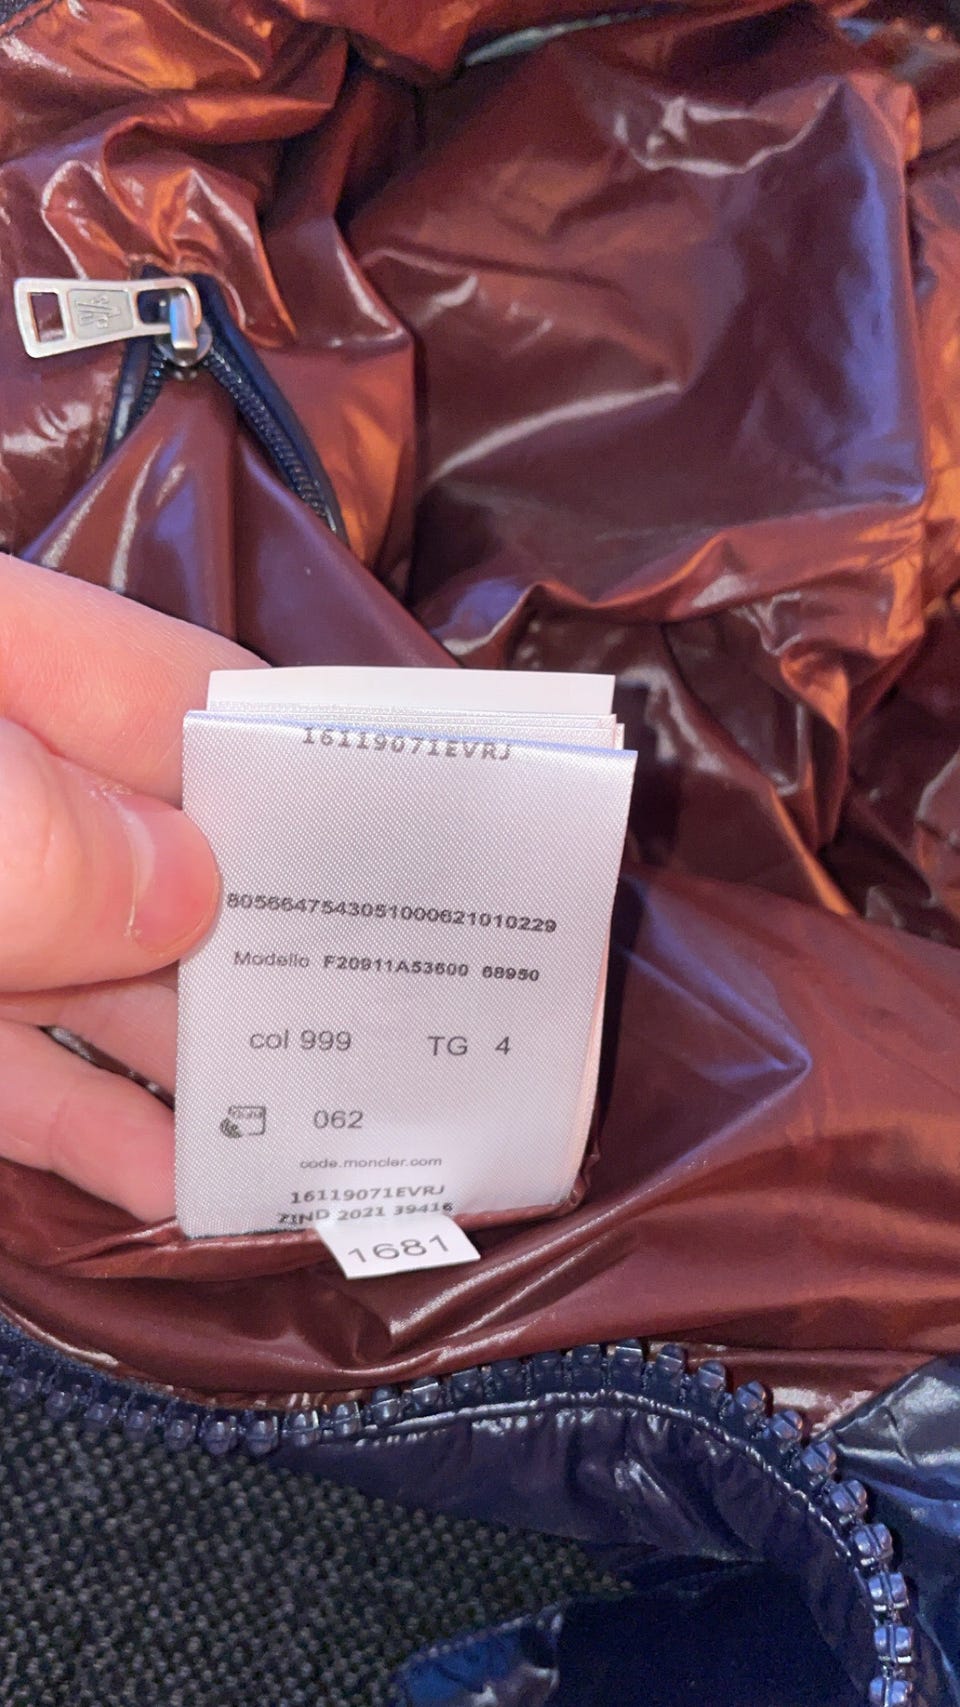 16119071EVRJ
8056647543051000621010229
Modello F20911A53600 68950
col 999 TG 4
062
code.moncler.com
16119071EVRJ
ZIND 2021 39416
1681